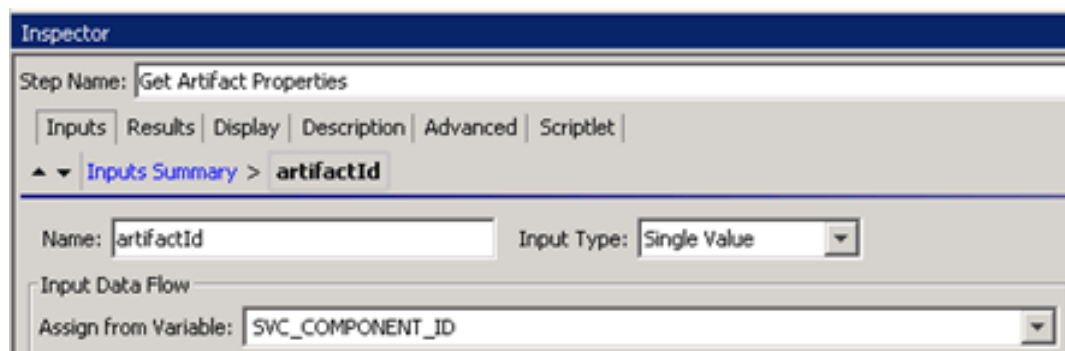 Inspector
Step Name: Get Artifact Properties
Inputs | Results | Display | Description | Advanced | Scriptlet |
Inputs Summary > artifactId
Name: artifactId Input Type: Single Value
Input Data Flow
Assign from Variable: SVC_COMPONENT_ID